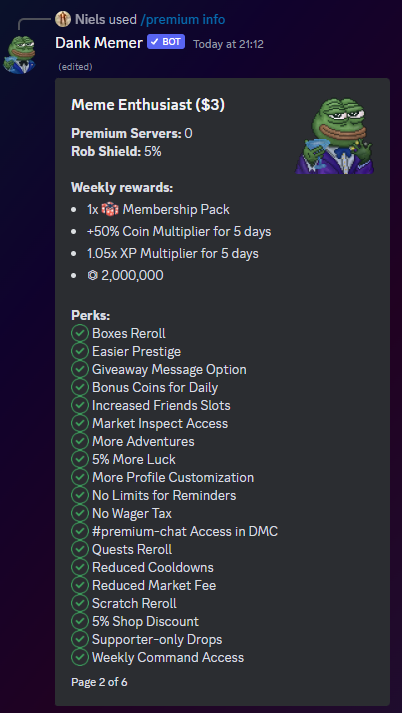 Niels used /premium info
Dank Memer ✓ BOT Today at 21:12
(edited)
Meme Enthusiast ($3)
Premium Servers: 0
Rob Shield: 5%
Weekly rewards:
• 1x Membership Pack
• +50% Coin Multiplier for 5 days
• 1.05x XP Multiplier for 5 days
• 2,000,000
Perks:
Boxes Reroll
Easier Prestige
Giveaway Message Option
Bonus Coins for Daily
Increased Friends Slots
Market Inspect Access
More Adventures
5% More Luck
More Profile Customization
No Limits for Reminders
No Wager Tax
#premium-chat Access in DMC
Quests Reroll
Reduced Cooldowns
Reduced Market Fee
Scratch Reroll
5% Shop Discount
Supporter-only Drops
Weekly Command Access
Page 2 of 6